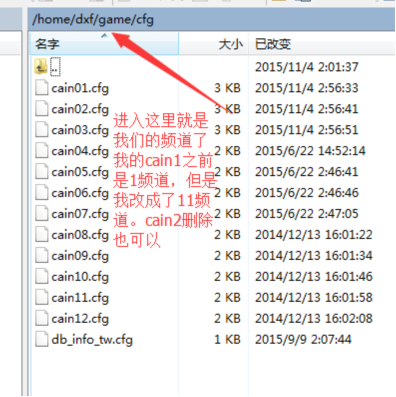 /home/dxf/game/cfg
名字 大小 已改变
.. 2015/11/4 2:01:37
cain01.cfg 3 KB 2015/11/4 2:56:33
cain02.cfg 3 KB 2015/11/4 2:56:41
cain03.cfg 3 KB 2015/11/4 2:56:51
cain04.cfg 2 KB 2015/6/22 14:52:14
cain05.cfg 2 KB 2015/6/22 2:46:41
cain06.cfg 2 KB 2015/6/22 2:46:46
cain07.cfg 2 KB 2015/6/22 2:47:05
cain08.cfg 2 KB 2014/12/13 16:01:22
cain09.cfg 2 KB 2014/12/13 16:01:34
cain10.cfg 2 KB 2014/12/13 16:01:46
cain11.cfg 2 KB 2014/12/13 16:01:58
cain12.cfg 2 KB 2014/12/13 16:02:08
db_info_tw.cfg 1 KB 2015/9/9 2:07:44
进入这里就是
我们的频道了
我的cain1之前
是1频道，但是
我改成了11频
道。cain2删除
也可以